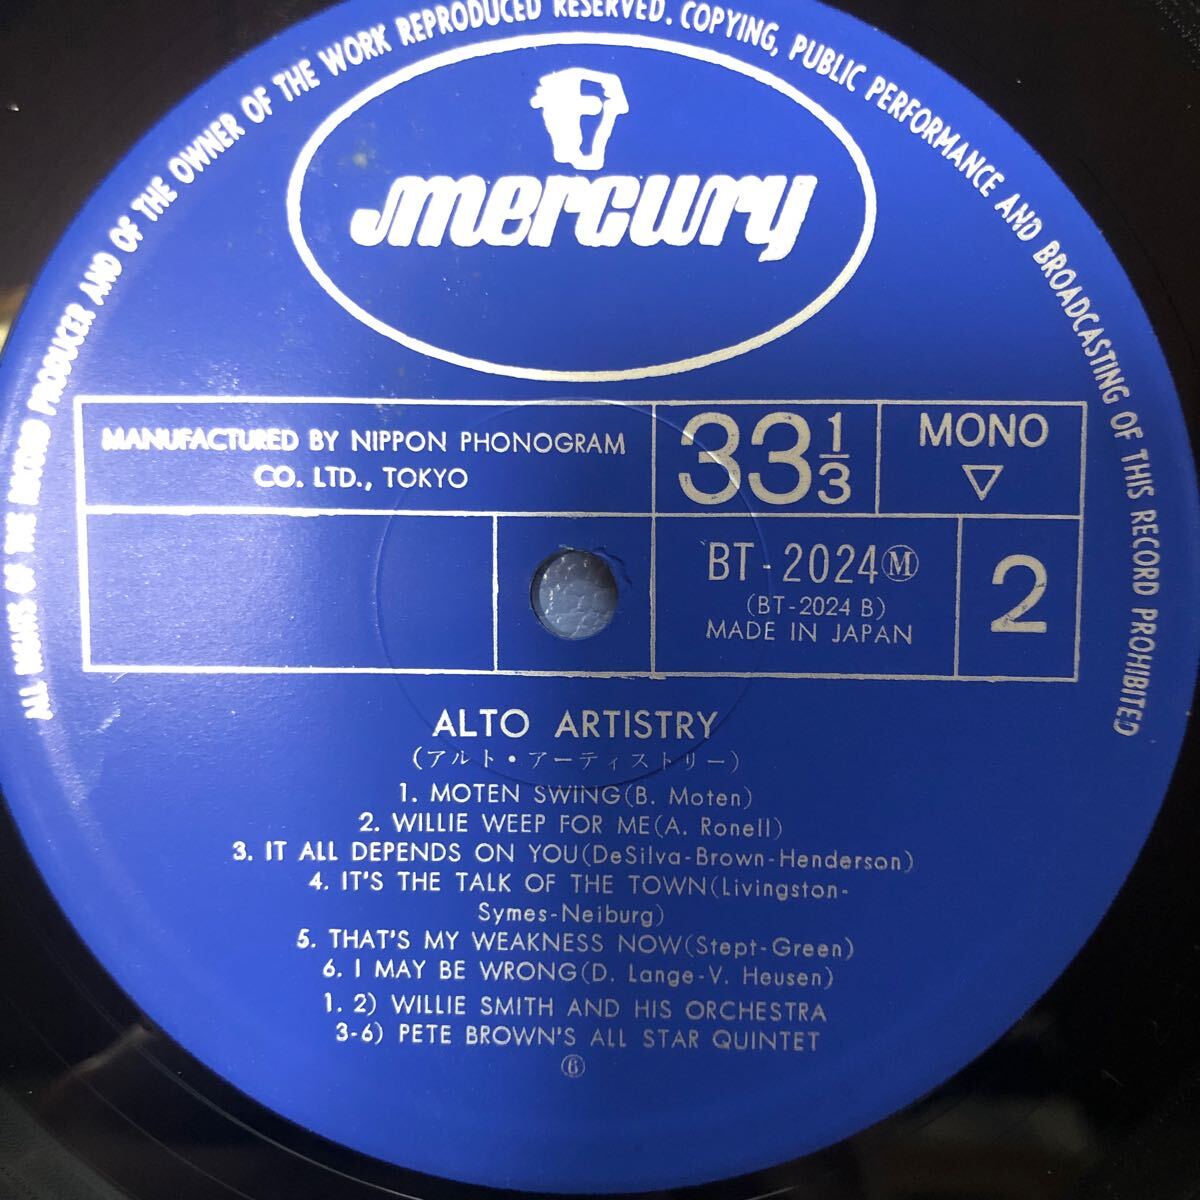 ALL RIGHTS OF THE RECORD PRODUCER AND OF THE OWNER OF THE WORK REPRODUCED RESERVED. COPYING, PUBLIC PERFORMANCE AND BROADCASTING OF THIS RECORD PROHIBITED
mercury
MANUFACTURED BY NIPPON PHONOGRAM
CO. LTD., TOKYO
33 1/3
MONO
▽
BT-2024Ⓜ
(BT-2024 B)
MADE IN JAPAN
2
ALTO ARTISTRY
(アルト・アーティストリー)
1. MOTEN SWING(B. Moten)
2. WILLIE WEEP FOR ME(A. Ronell)
3. IT ALL DEPENDS ON YOU(DeSilva-Brown-Henderson)
4. IT'S THE TALK OF THE TOWN(Livingston-
Symes-Neiburg)
5. THAT'S MY WEAKNESS NOW(Stept-Green)
6. I MAY BE WRONG(D. Lange-V. Heusen)
1. 2) WILLIE SMITH AND HIS ORCHESTRA
3-6) PETE BROWN'S ALL STAR QUINTET
⑥